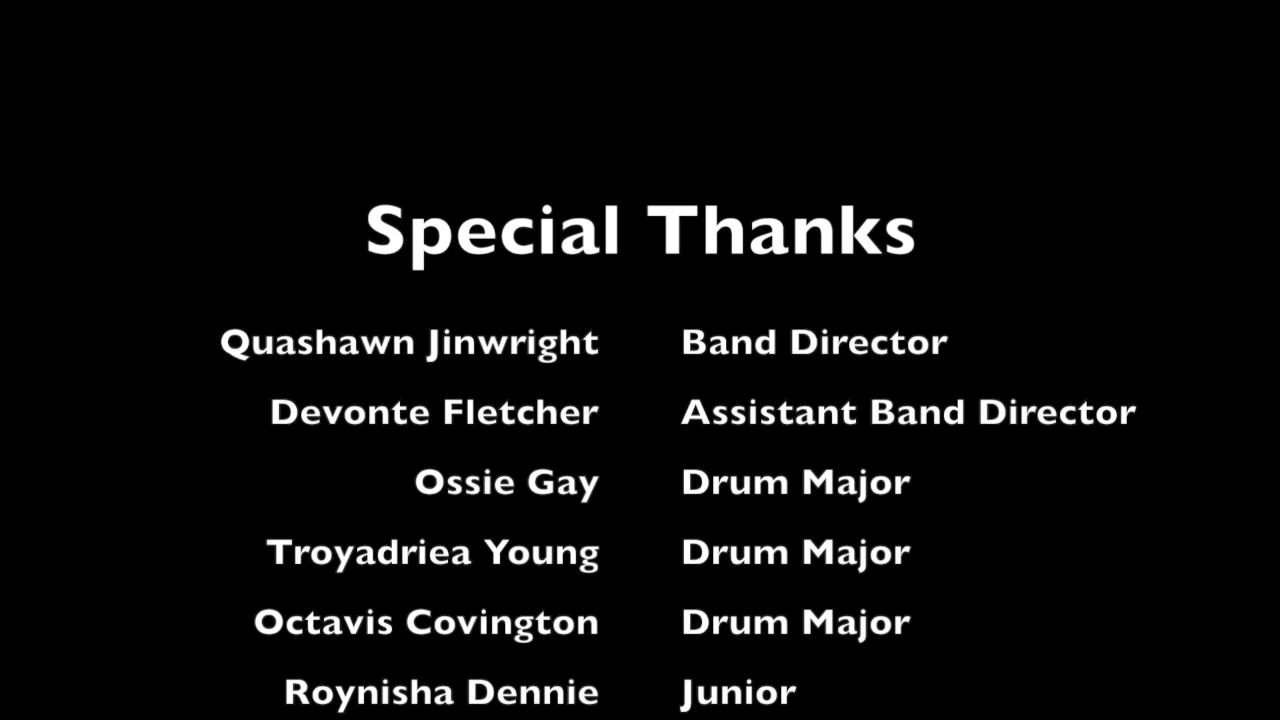 Special Thanks
Quashawn Jinwright Band Director
Devonte Fletcher Assistant Band Director
Ossie Gay Drum Major
Troyadriea Young Drum Major
Octavis Covington Drum Major
Roynisha Dennie Junior